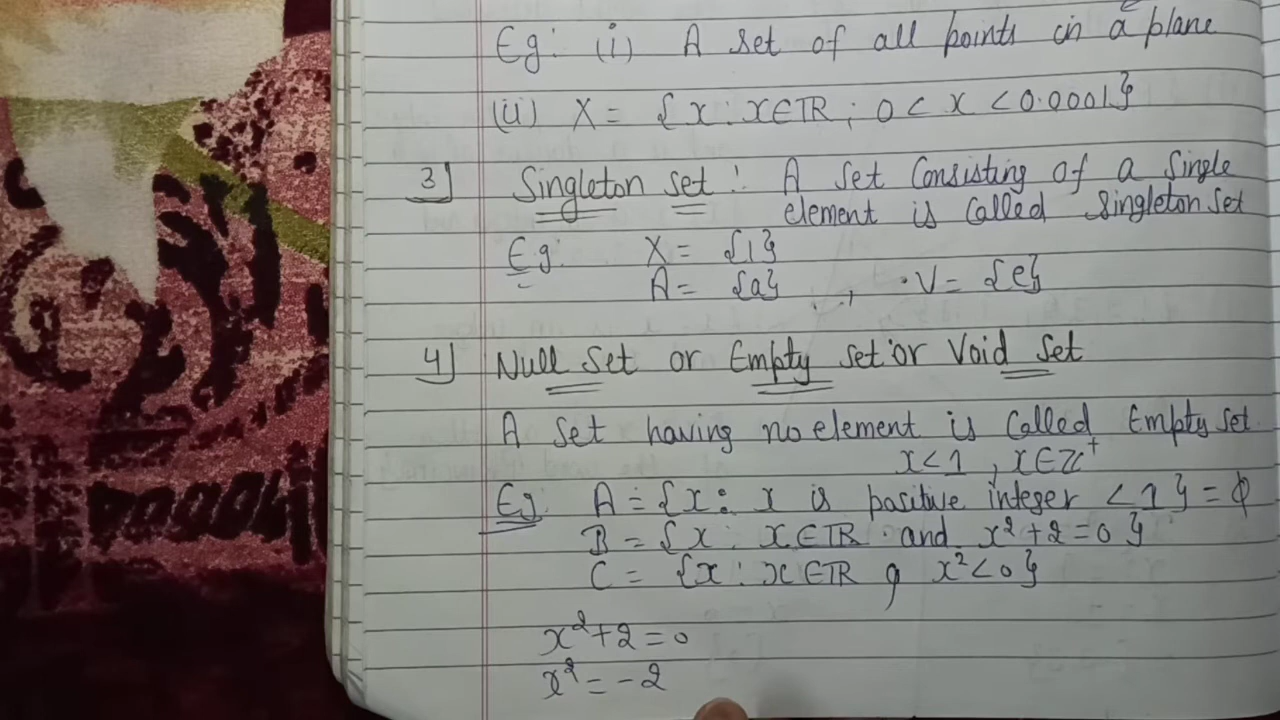 Eg: (i) A set of all points in a plane
(ii) X = {x : x∈ℝ ; 0 < x < 0.0001}
3) Singleton set : A set Consisting of a Single
element is Called Singleton set
Eg: X = {1}
A = {a} , V = {e}
4) Null set or Empty set or Void set
A set having no element is Called Empty set
x<1 , x∈ℤ⁺
Eg. A = {x : x is positive integer <1} = ϕ
B = {x : x∈ℝ and x²+2=0}
C = {x : x∈ℝ , x²<0}
x²+2=0
x²=-2